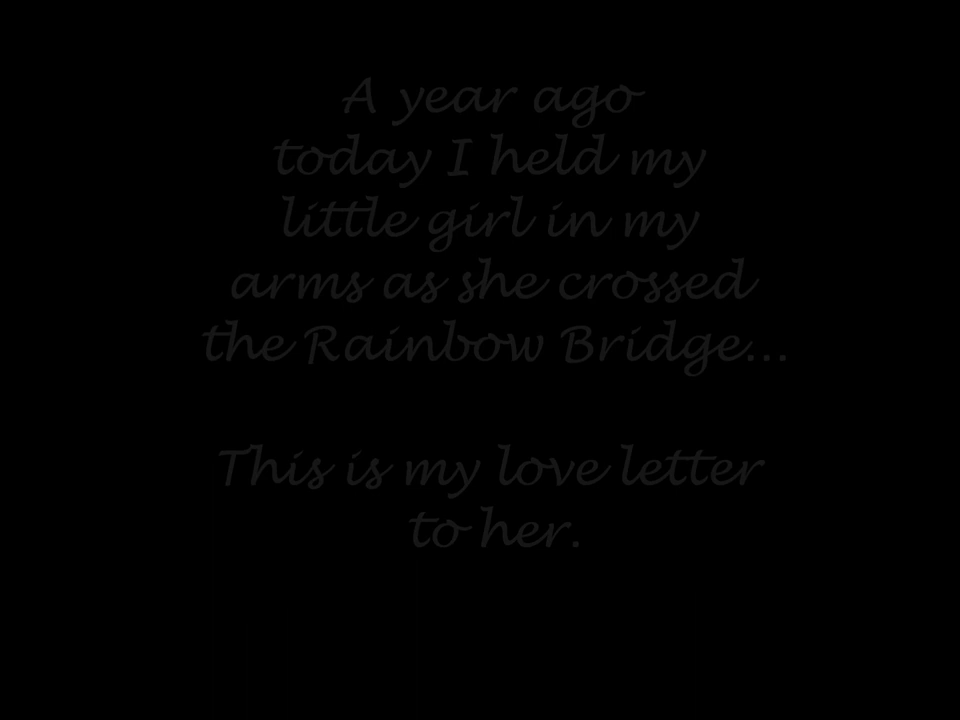 A year ago
today I held my
little girl in my
arms as she crossed
the Rainbow Bridge...
This is my love letter
to her.